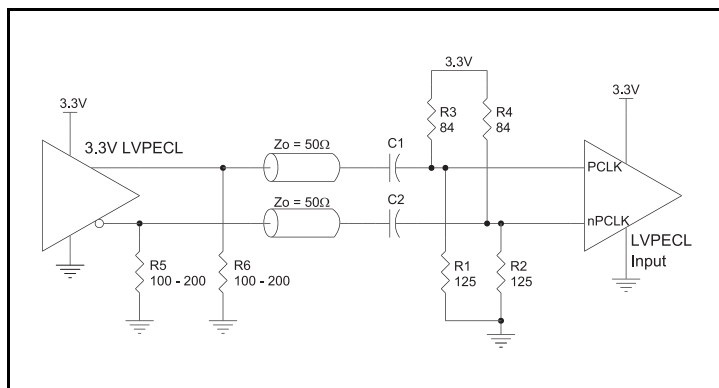 3.3V
3.3V LVPECL
R5
100 - 200
R6
100 - 200
Zo = 50Ω
Zo = 50Ω
C1
C2
3.3V
R3
84
R4
84
R1
125
R2
125
3.3V
PCLK
nPCLK
LVPECL
Input